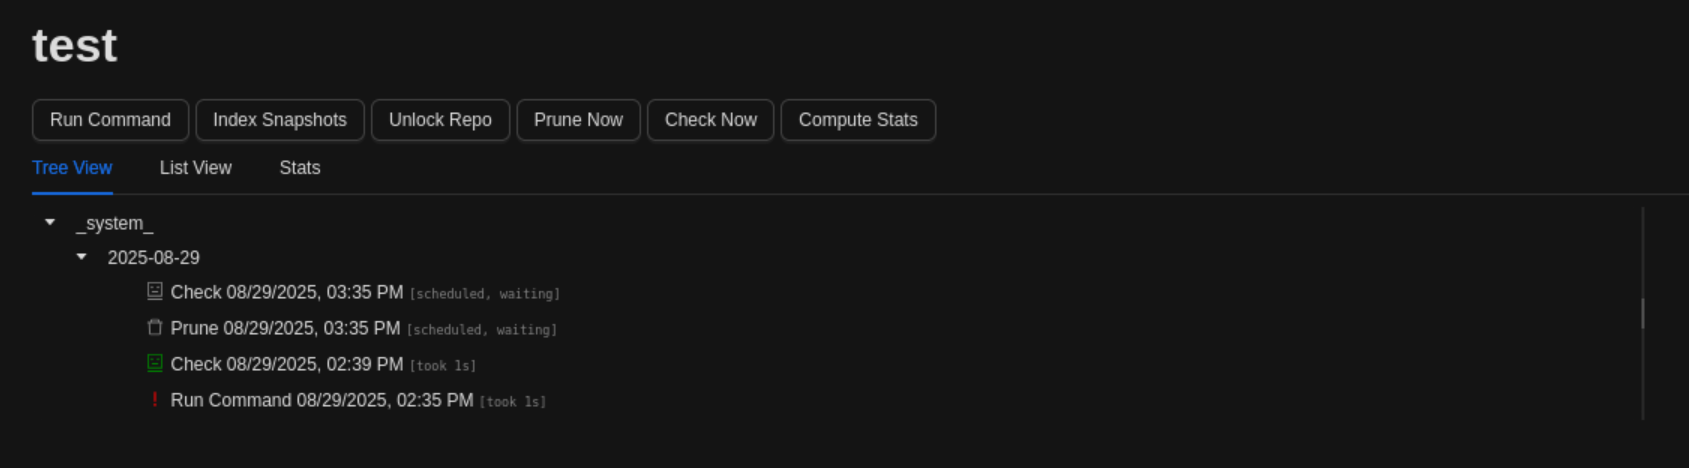 test
Run Command Index Snapshots Unlock Repo Prune Now Check Now Compute Stats
Tree View List View Stats
_system_
2025-08-29
Check 08/29/2025, 03:35 PM [scheduled, waiting]
Prune 08/29/2025, 03:35 PM [scheduled, waiting]
Check 08/29/2025, 02:39 PM [took 1s]
Run Command 08/29/2025, 02:35 PM [took 1s]